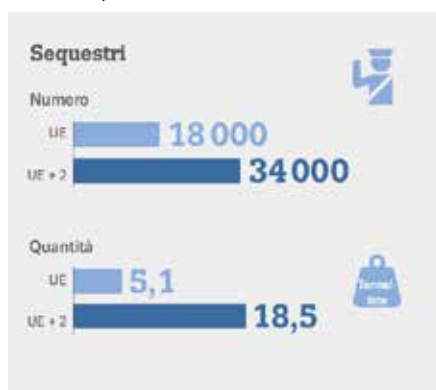 Sequestri
Numero
UE 18 000
UE + 2 34 000
Quantità
UE 5,1
UE + 2 18,5